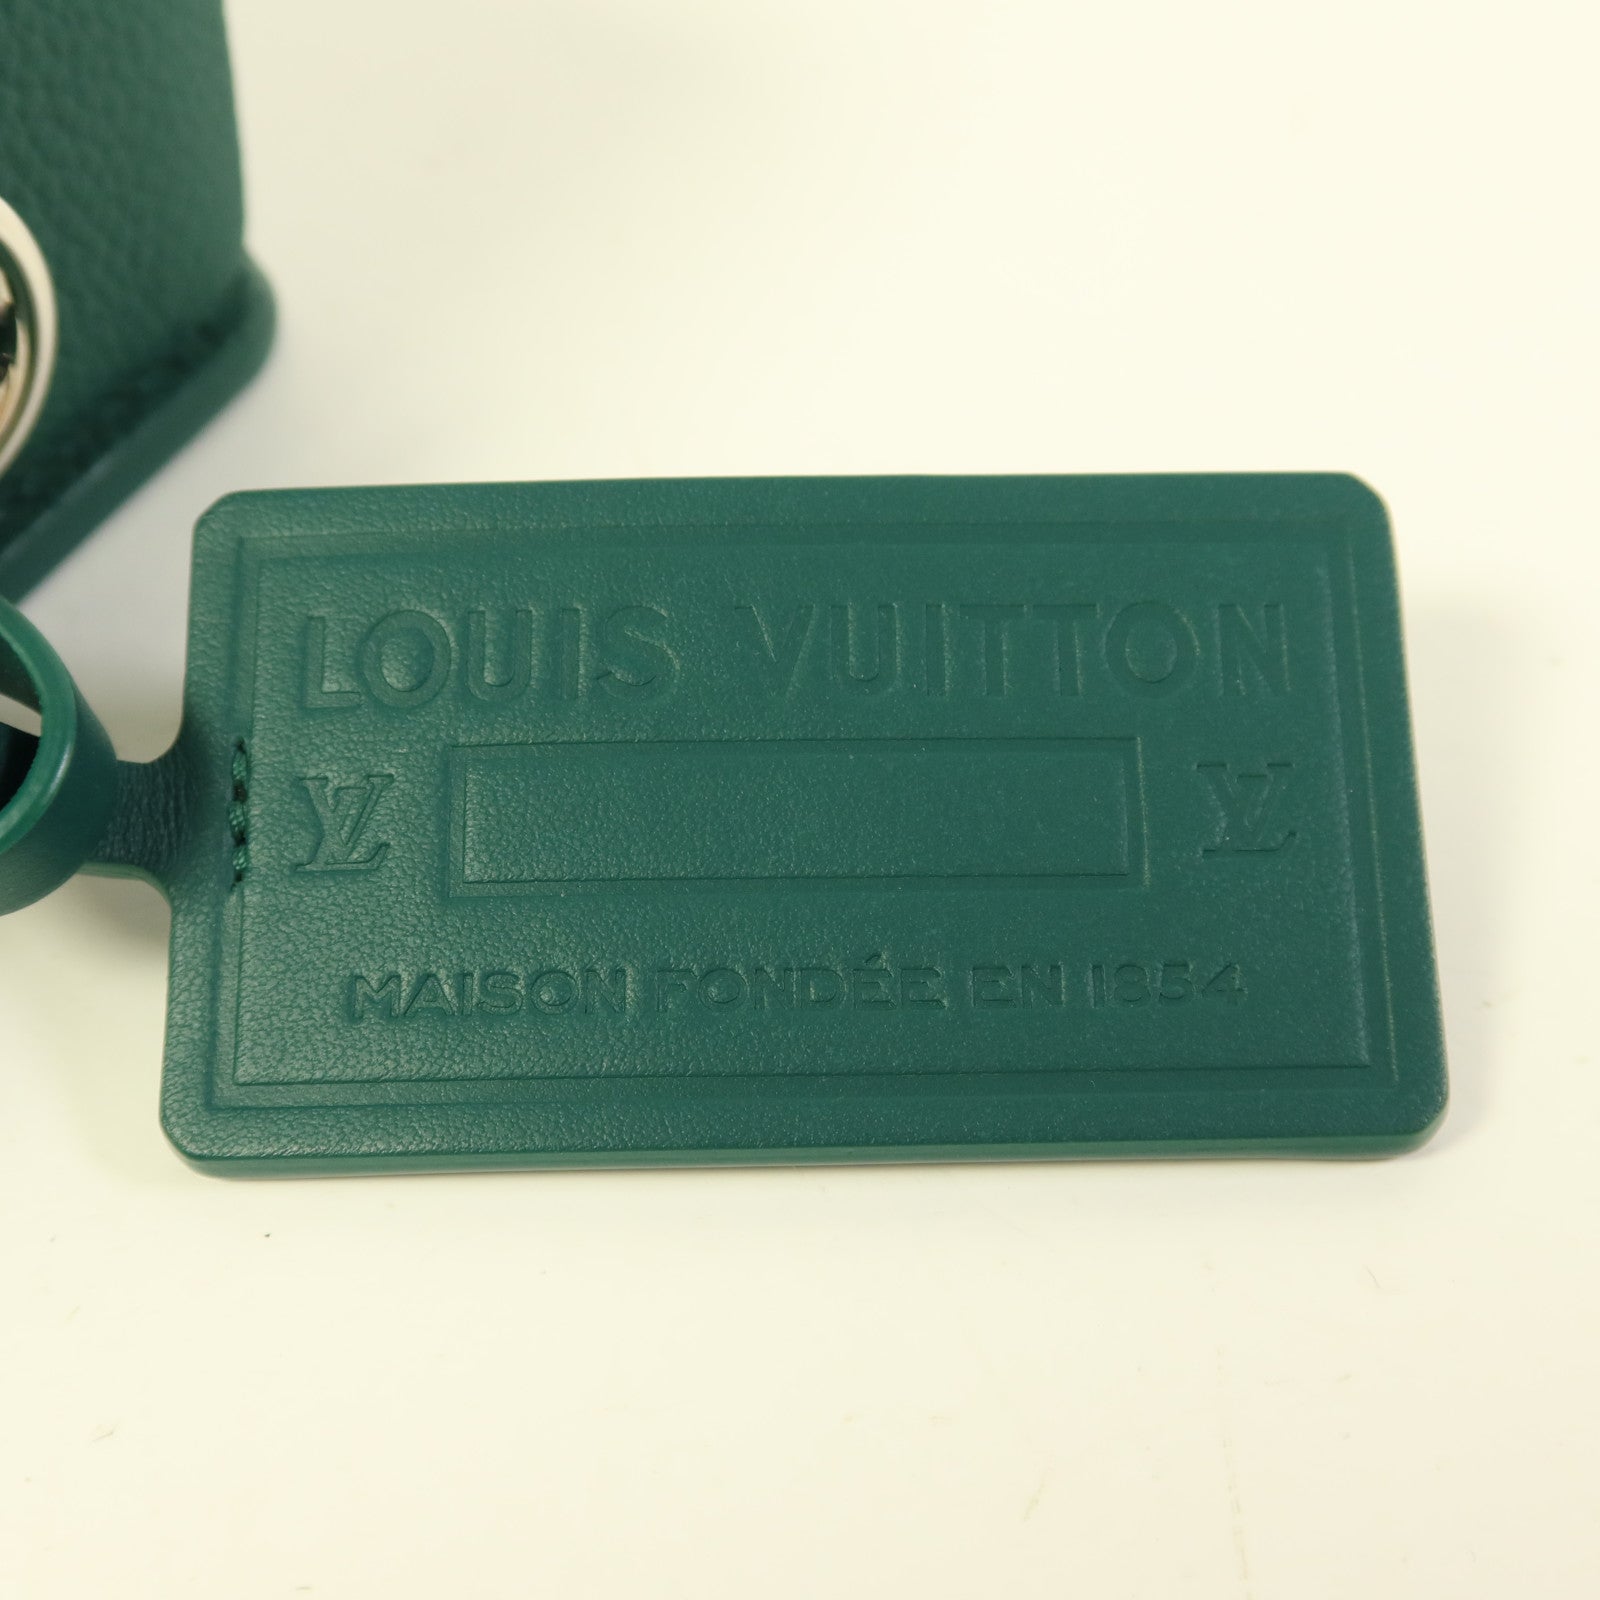 LOUIS VUITTON
LV LV
MAISON FONDÉE EN 1854